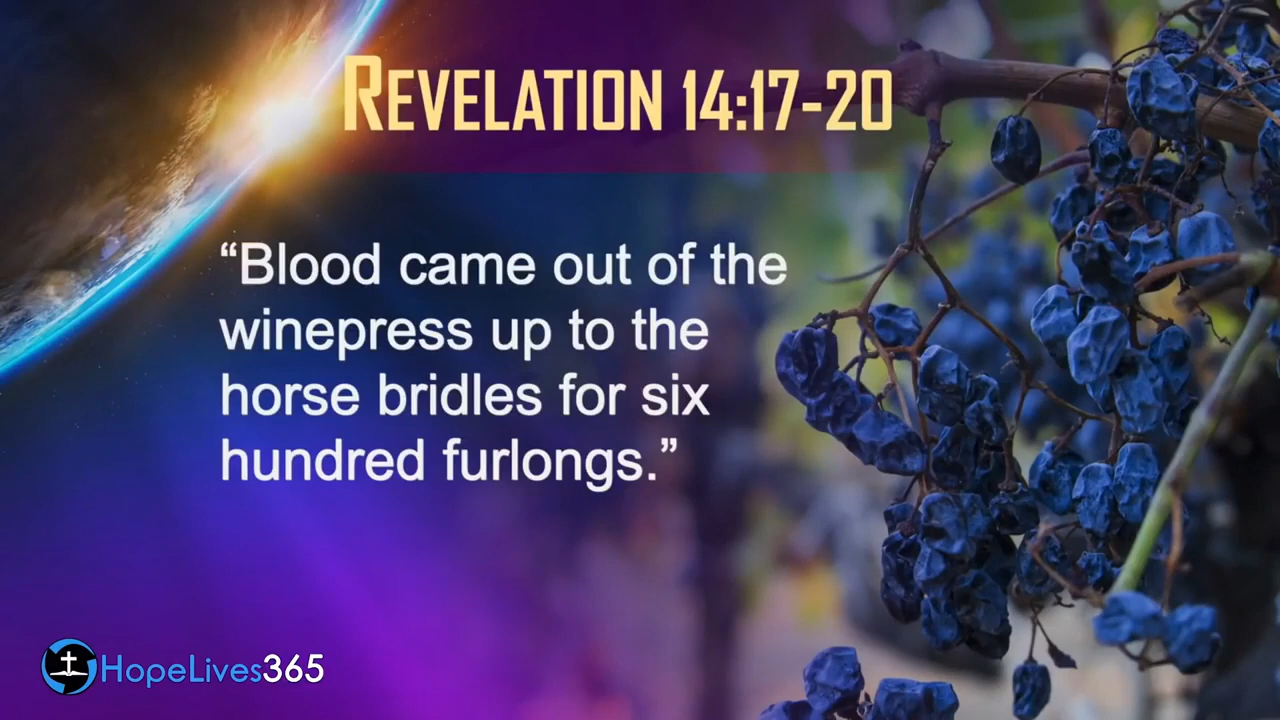 REVELATION 14:17-20
“Blood came out of the
winepress up to the
horse bridles for six
hundred furlongs.”
HopeLives365